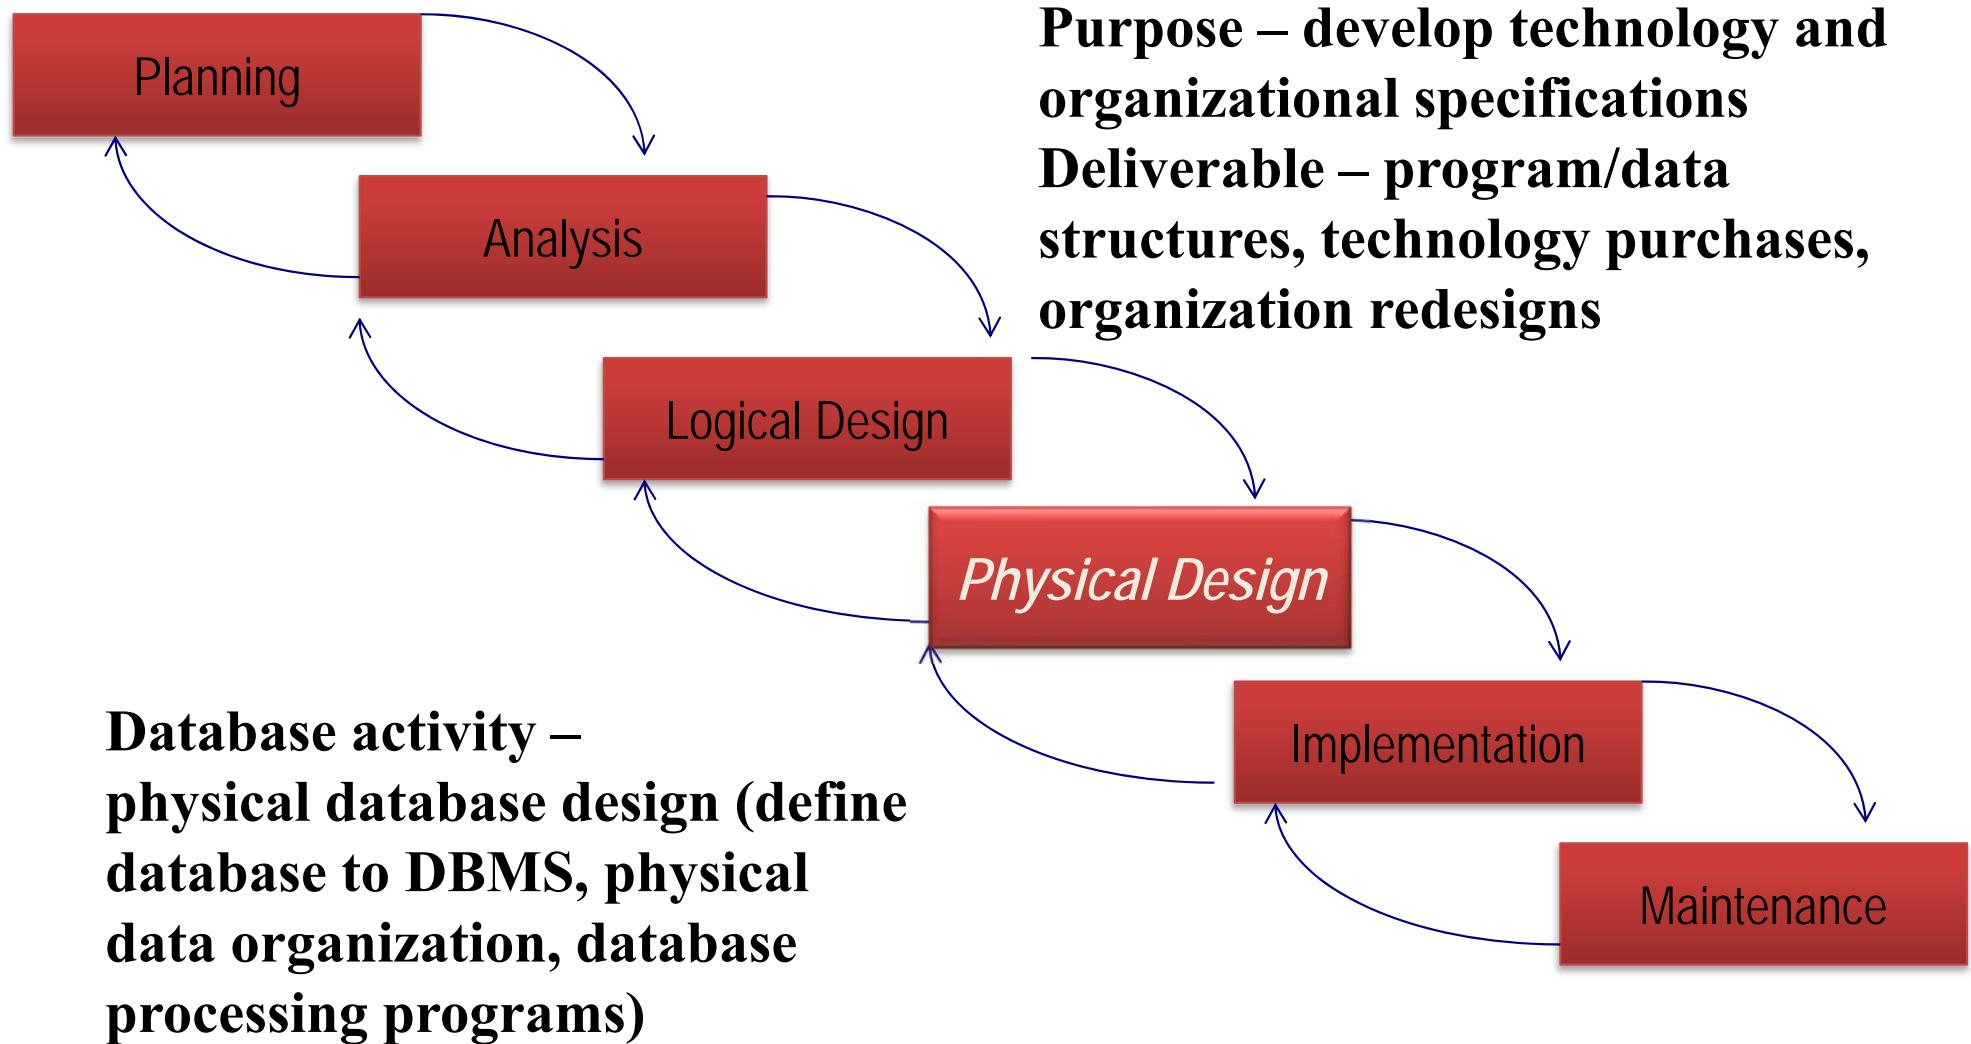 Planning
Purpose – develop technology and
organizational specifications
Deliverable – program/data
structures, technology purchases,
organization redesigns
Analysis
Logical Design
Physical Design
Implementation
Maintenance
Database activity –
physical database design (define
database to DBMS, physical
data organization, database
processing programs)